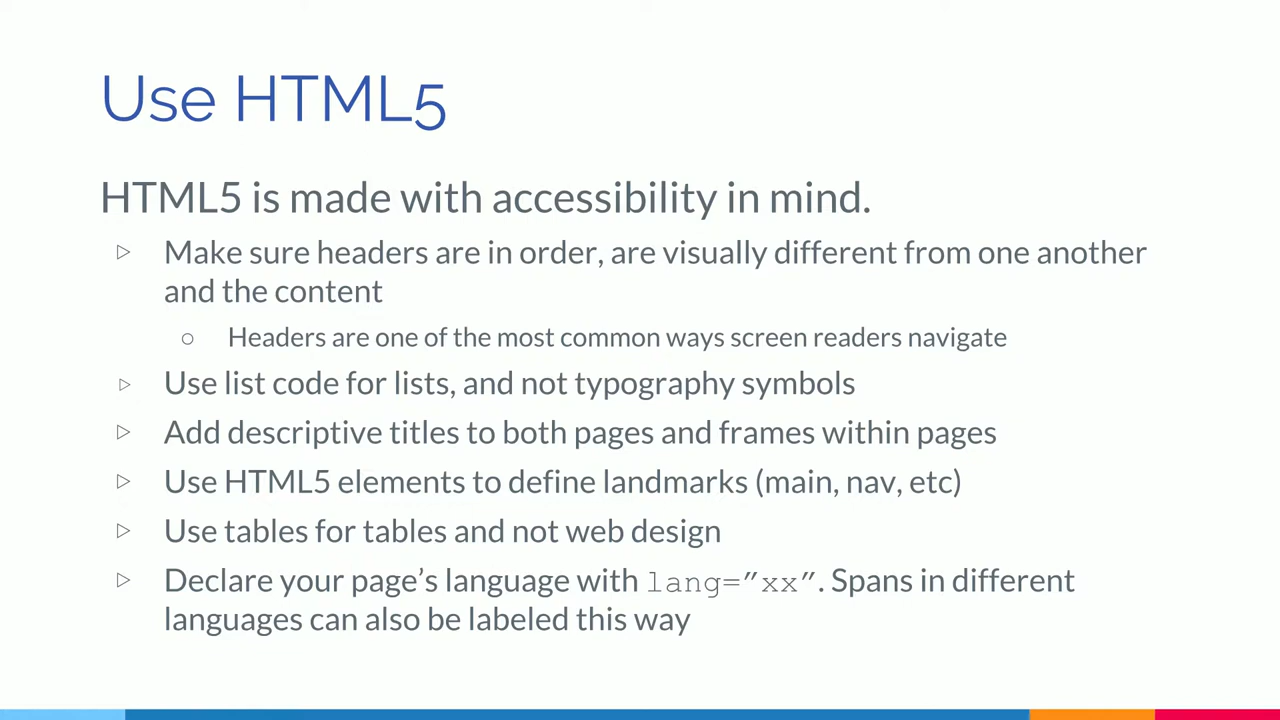 Use HTML5
HTML5 is made with accessibility in mind.
▷ Make sure headers are in order, are visually different from one another
and the content
○ Headers are one of the most common ways screen readers navigate
▷ Use list code for lists, and not typography symbols
▷ Add descriptive titles to both pages and frames within pages
▷ Use HTML5 elements to define landmarks (main, nav, etc)
▷ Use tables for tables and not web design
▷ Declare your page’s language with lang=”xx”. Spans in different
languages can also be labeled this way